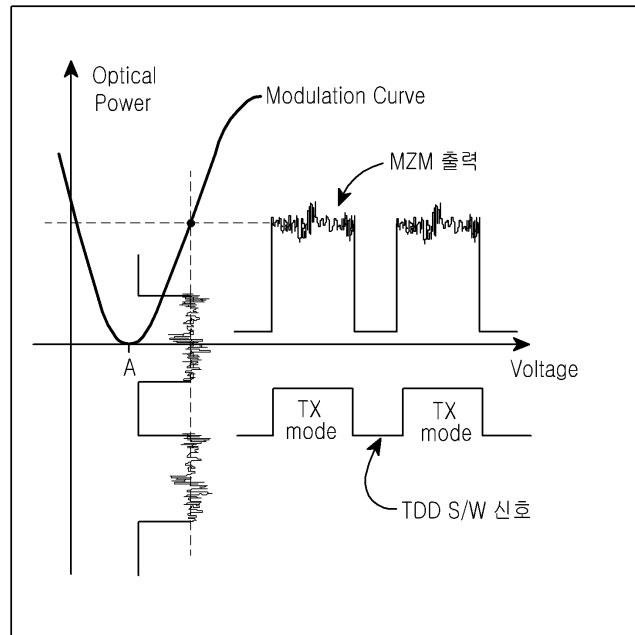 Optical
Power
Modulation Curve
MZM 출력
A
Voltage
TX
mode
TX
mode
TDD S/W 신호